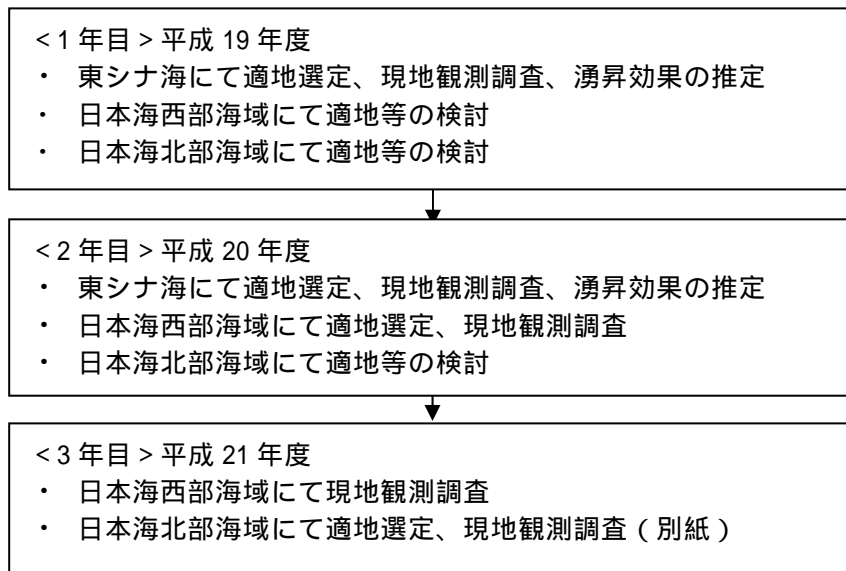 <1年目>平成 19 年度
・ 東シナ海にて適地選定、現地観測調査、湧昇効果の推定
・ 日本海西部海域にて適地等の検討
・ 日本海北部海域にて適地等の検討
<2年目>平成 20 年度
・ 東シナ海にて適地選定、現地観測調査、湧昇効果の推定
・ 日本海西部海域にて適地選定、現地観測調査
・ 日本海北部海域にて適地等の検討
<3年目>平成 21 年度
・ 日本海西部海域にて現地観測調査
・ 日本海北部海域にて適地選定、現地観測調査(別紙)